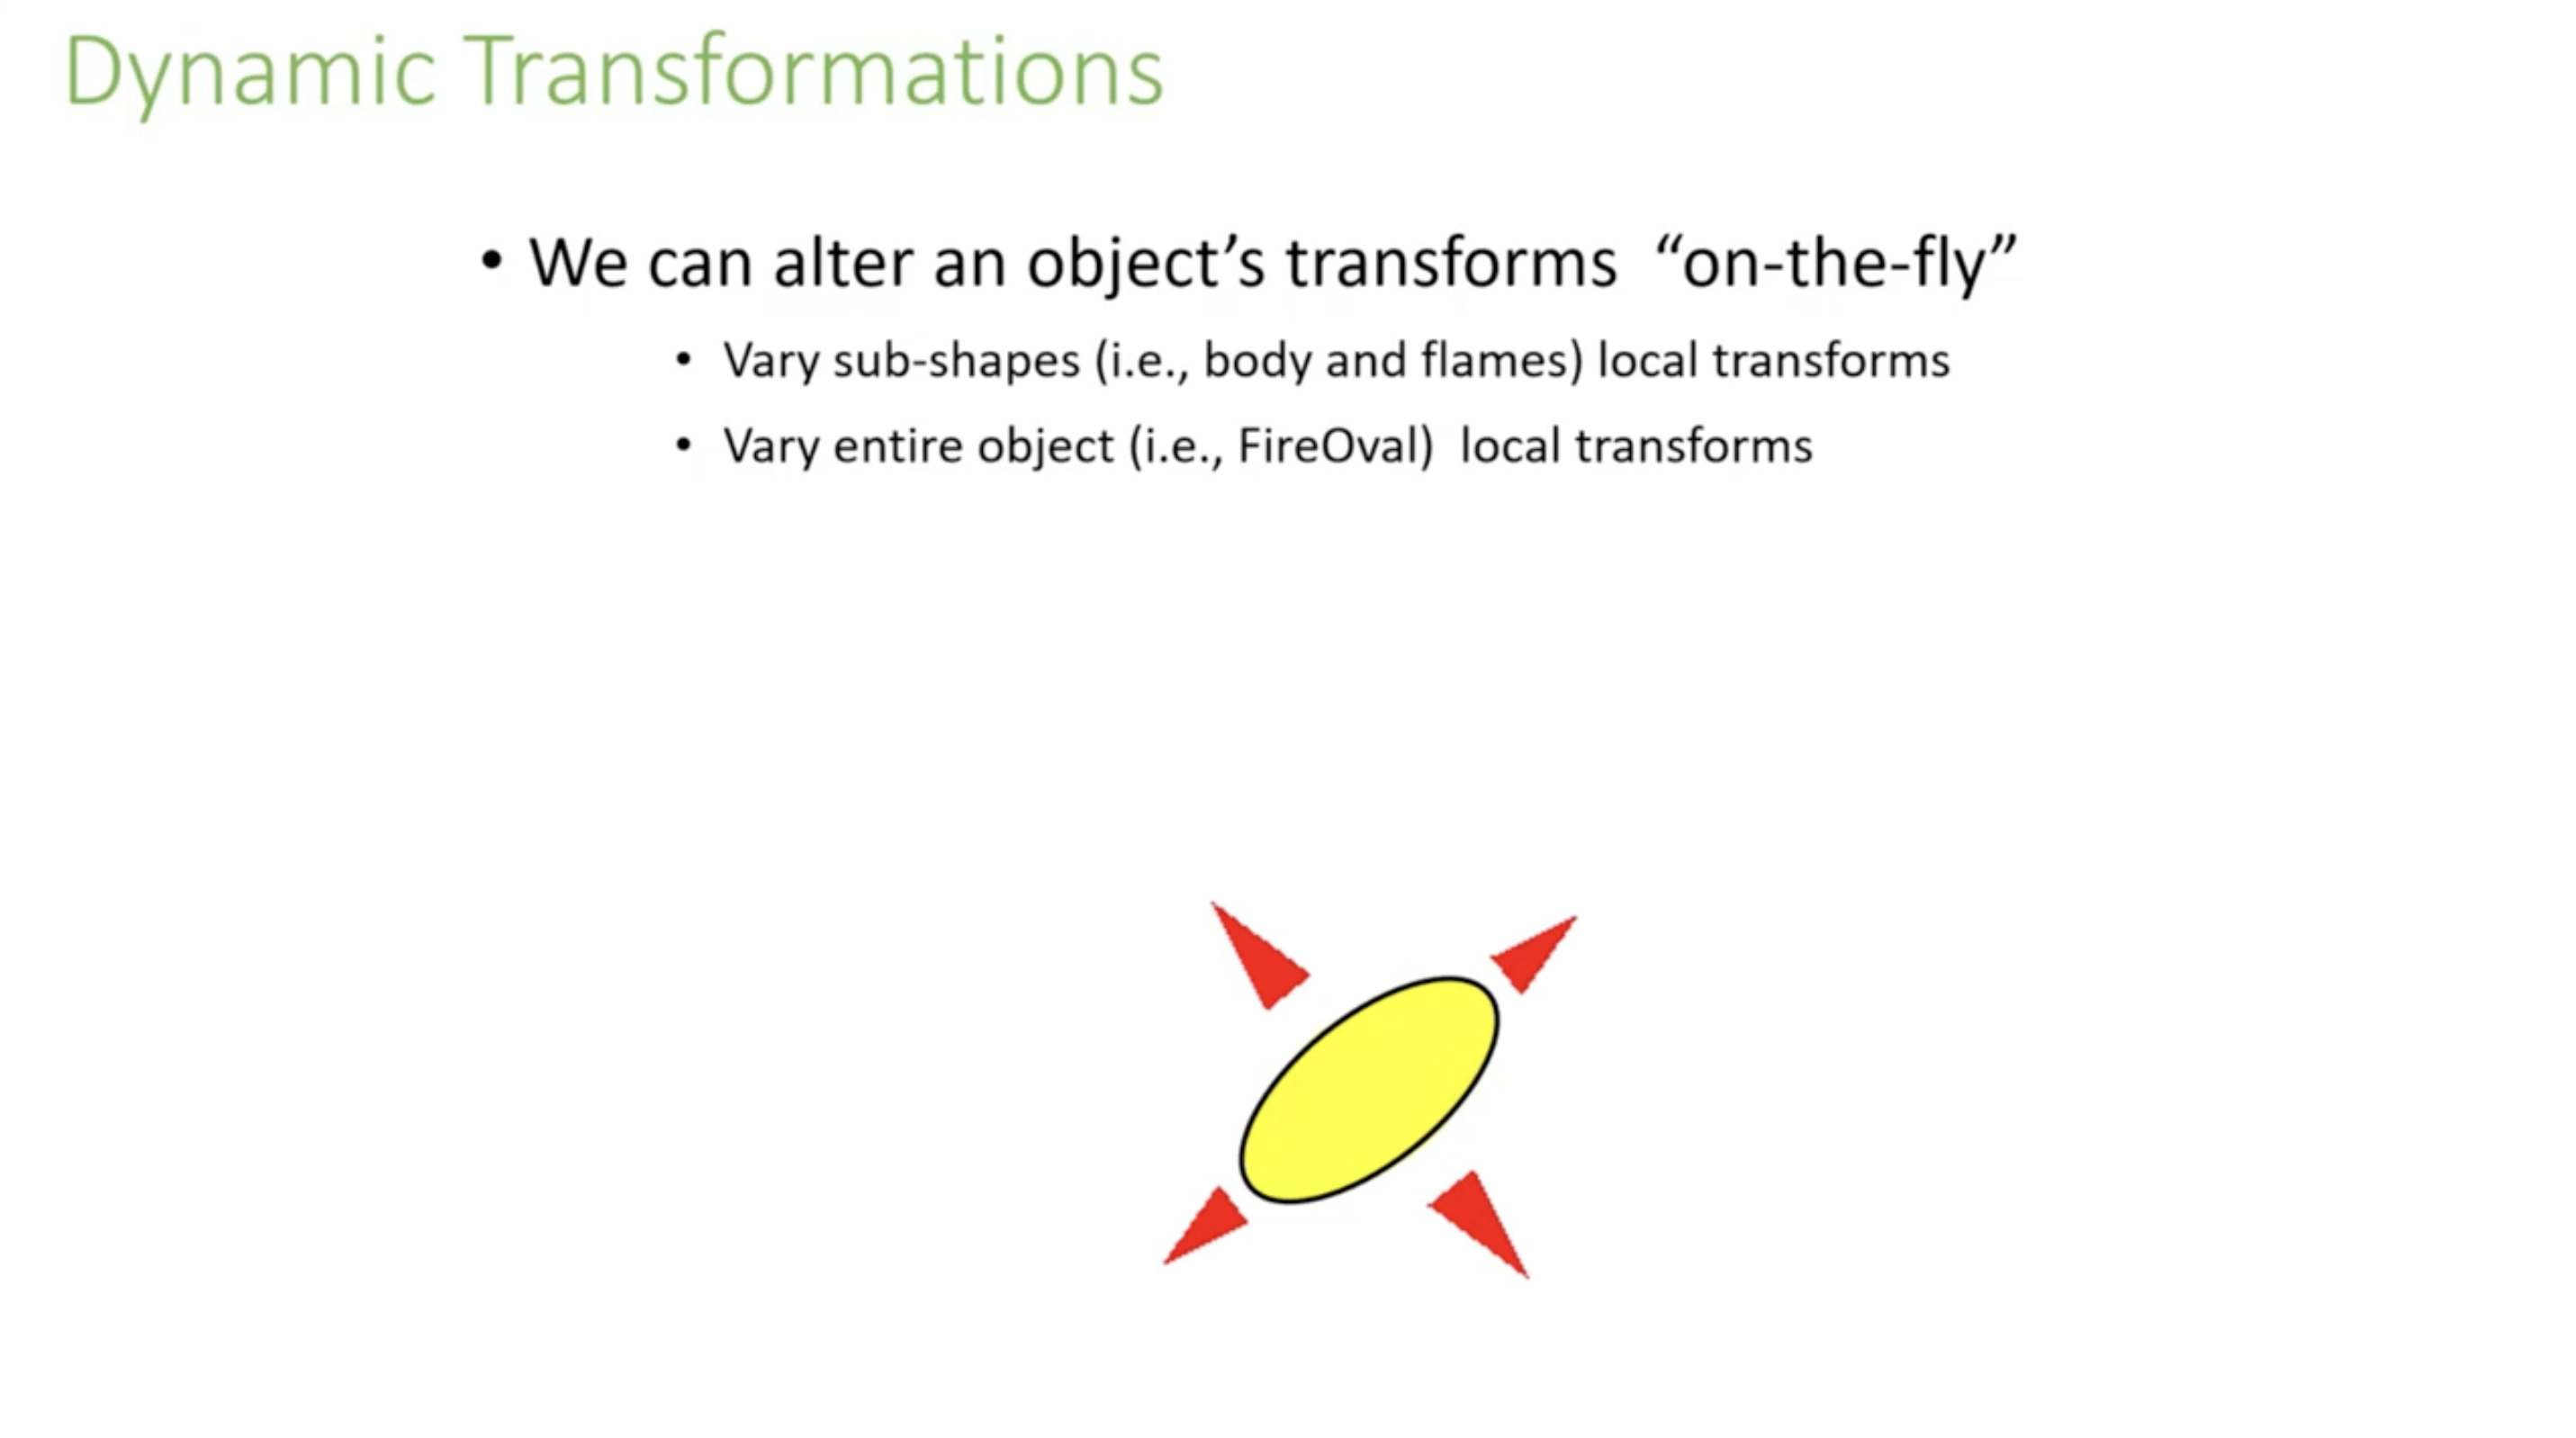 Dynamic Transformations
• We can alter an object’s transforms “on-the-fly”
• Vary sub-shapes (i.e., body and flames) local transforms
• Vary entire object (i.e., FireOval) local transforms